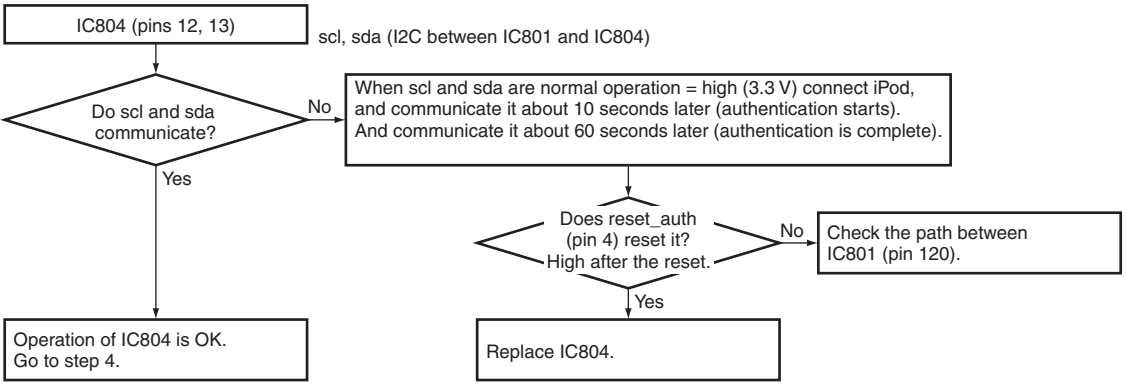 IC804 (pins 12, 13)
scl, sda (I2C between IC801 and IC804)
Do scl and sda
communicate?
No
When scl and sda are normal operation = high (3.3 V) connect iPod,
and communicate it about 10 seconds later (authentication starts).
And communicate it about 60 seconds later (authentication is complete).
Yes
Does reset_auth
(pin 4) reset it?
High after the reset.
No
Check the path between
IC801 (pin 120).
Yes
Operation of IC804 is OK.
Go to step 4.
Replace IC804.